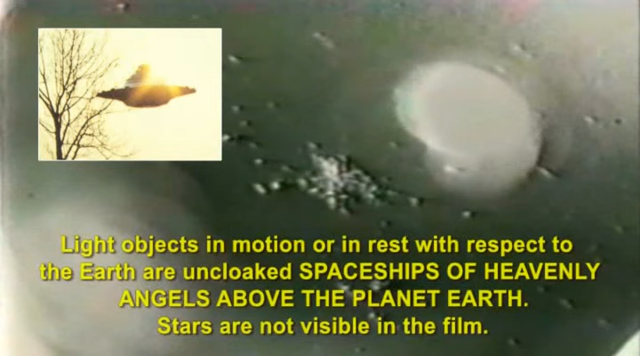 Light objects in motion or in rest with respect to
the Earth are uncloaked SPACESHIPS OF HEAVENLY
ANGELS ABOVE THE PLANET EARTH.
Stars are not visible in the film.